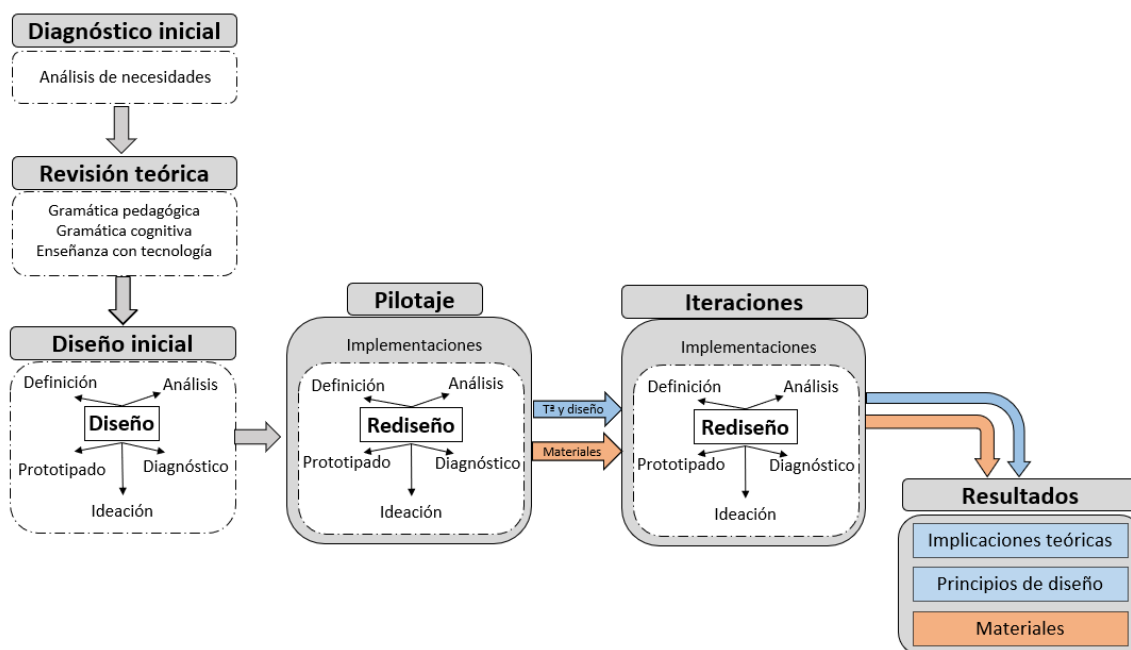 Diagnóstico inicial
Análisis de necesidades
Revisión teórica
Gramática pedagógica
Gramática cognitiva
Enseñanza con tecnología
Diseño inicial
Definición
Análisis
Diseño
Prototipado
Diagnóstico
Ideación
Pilotaje
Implementaciones
Definición
Análisis
Rediseño
Prototipado
Diagnóstico
Ideación
Tª y diseño
Materiales
Iteraciones
Implementaciones
Definición
Análisis
Rediseño
Prototipado
Diagnóstico
Ideación
Resultados
Implicaciones teóricas
Principios de diseño
Materiales